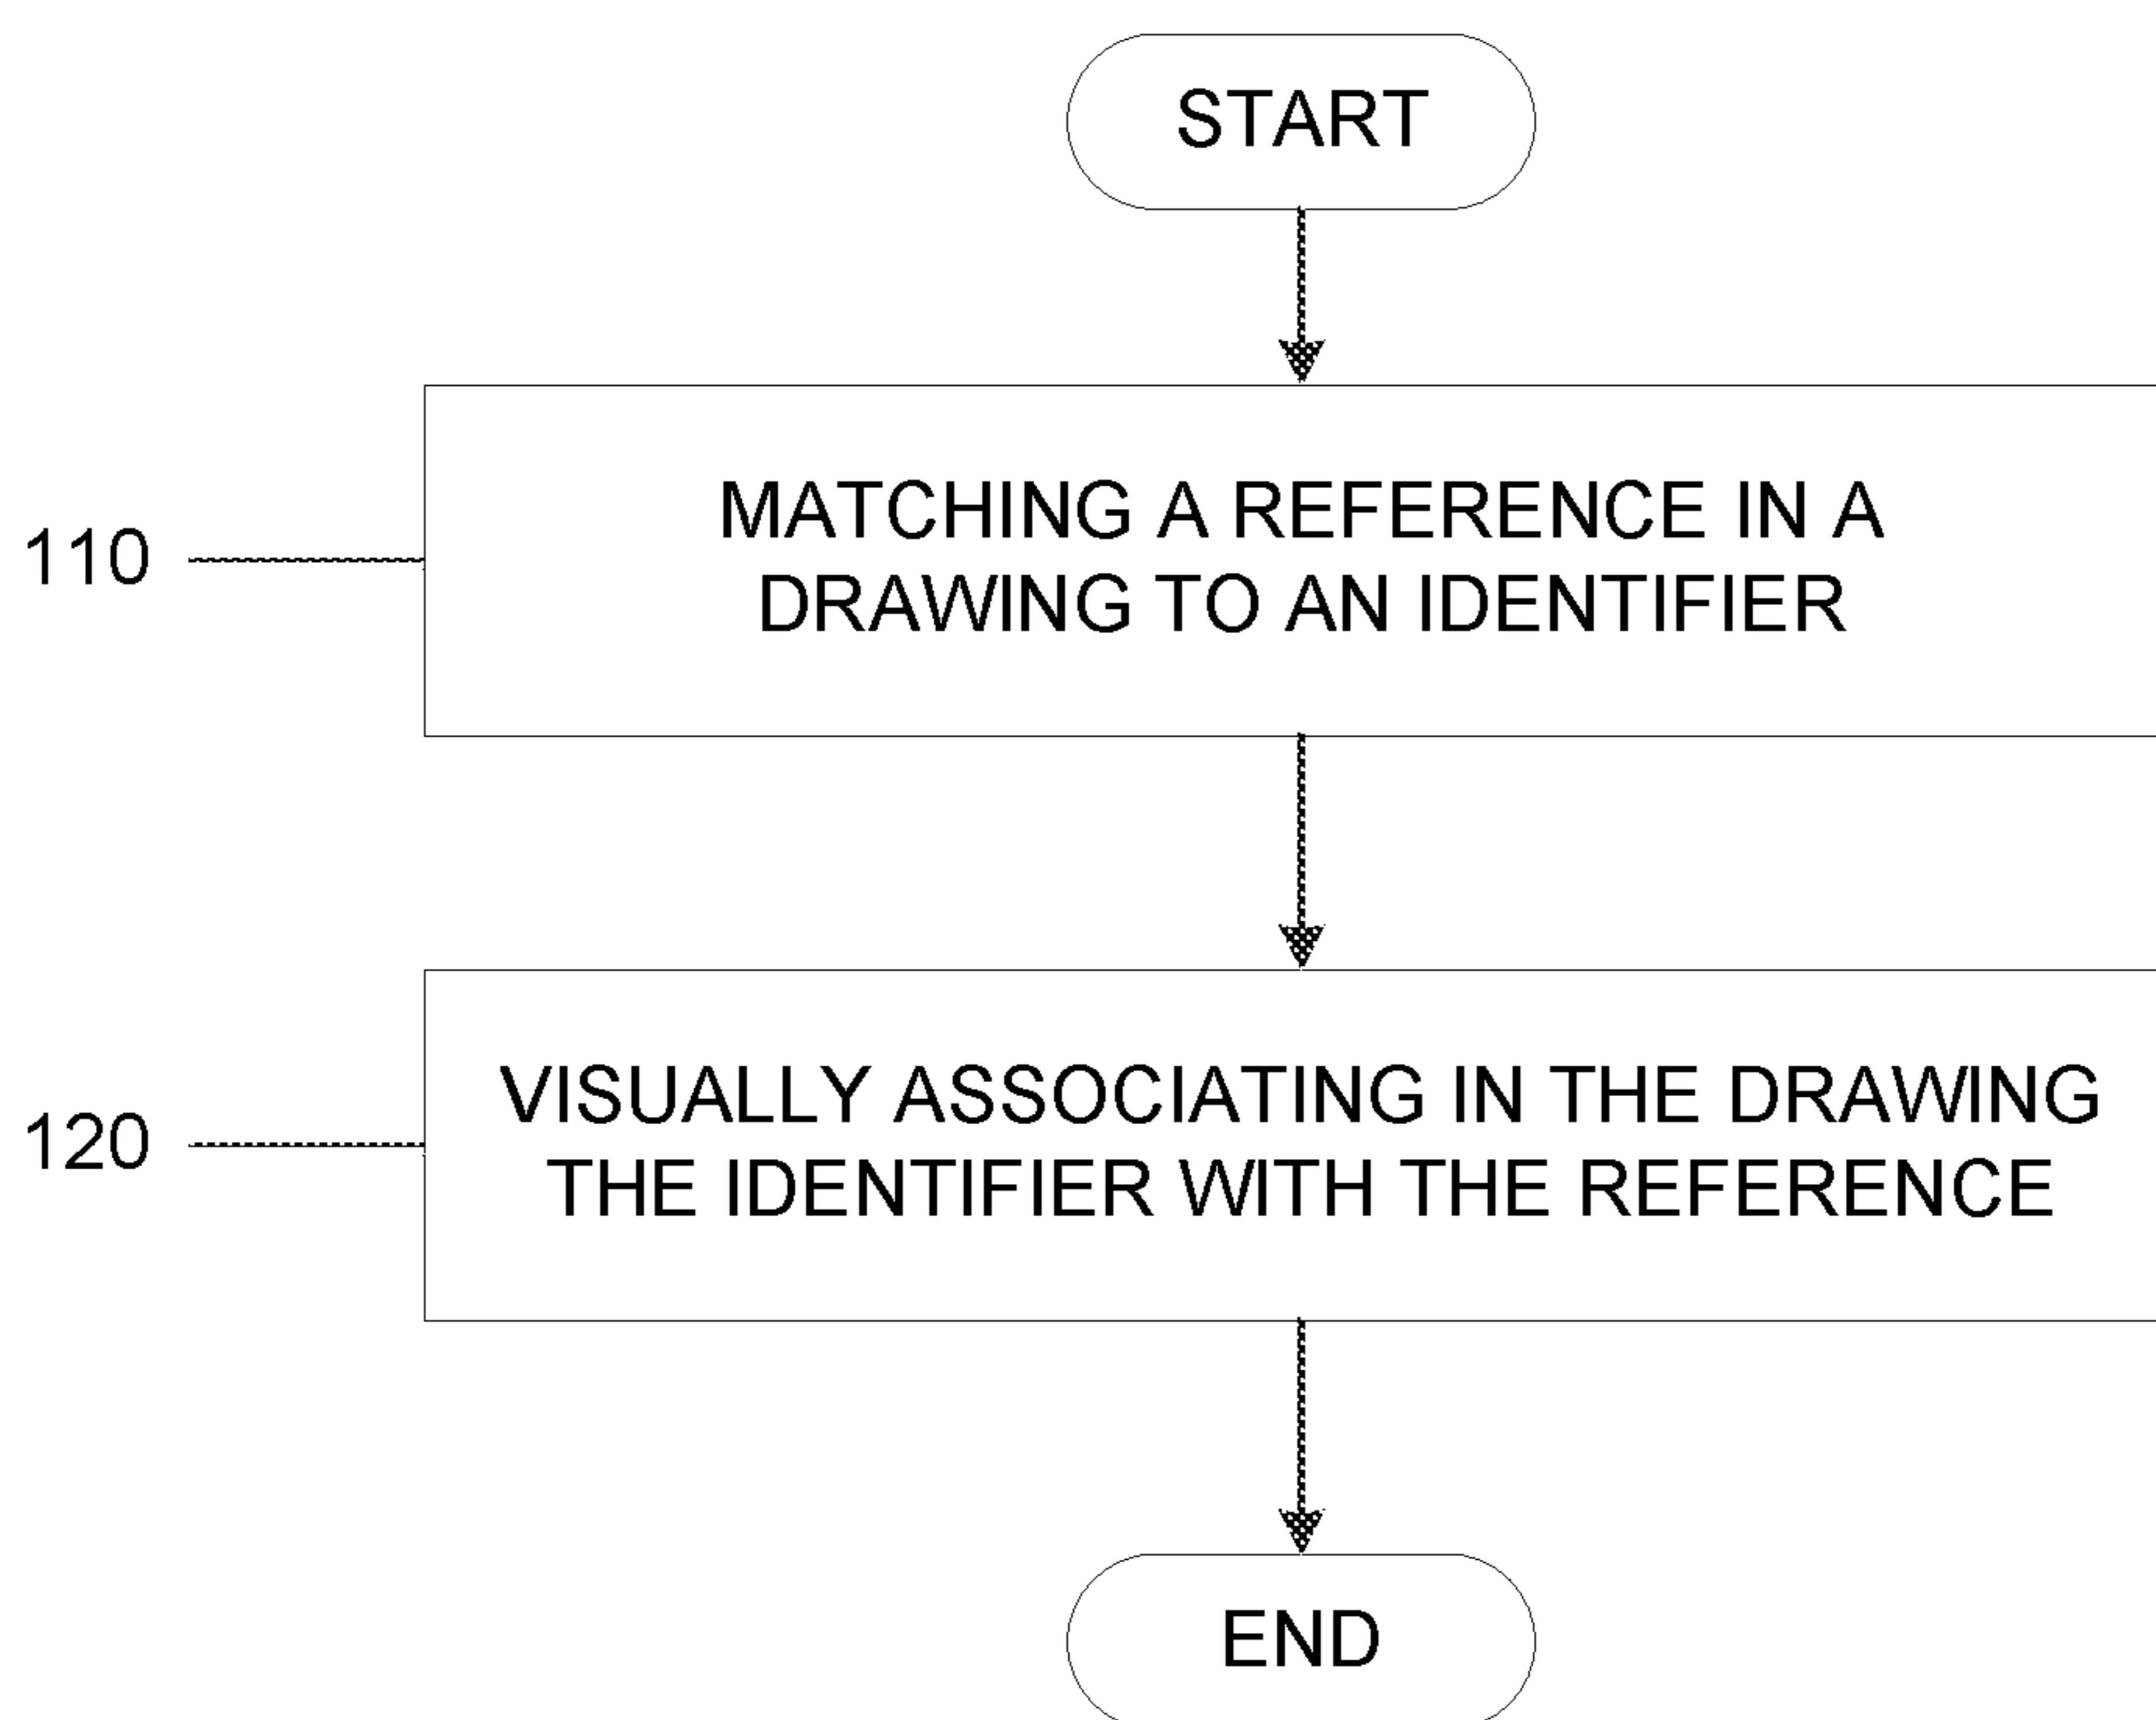 START
MATCHING A REFERENCE IN A
DRAWING TO AN IDENTIFIER
110
VISUALLY ASSOCIATING IN THE DRAWING
THE IDENTIFIER WITH THE REFERENCE
120
END